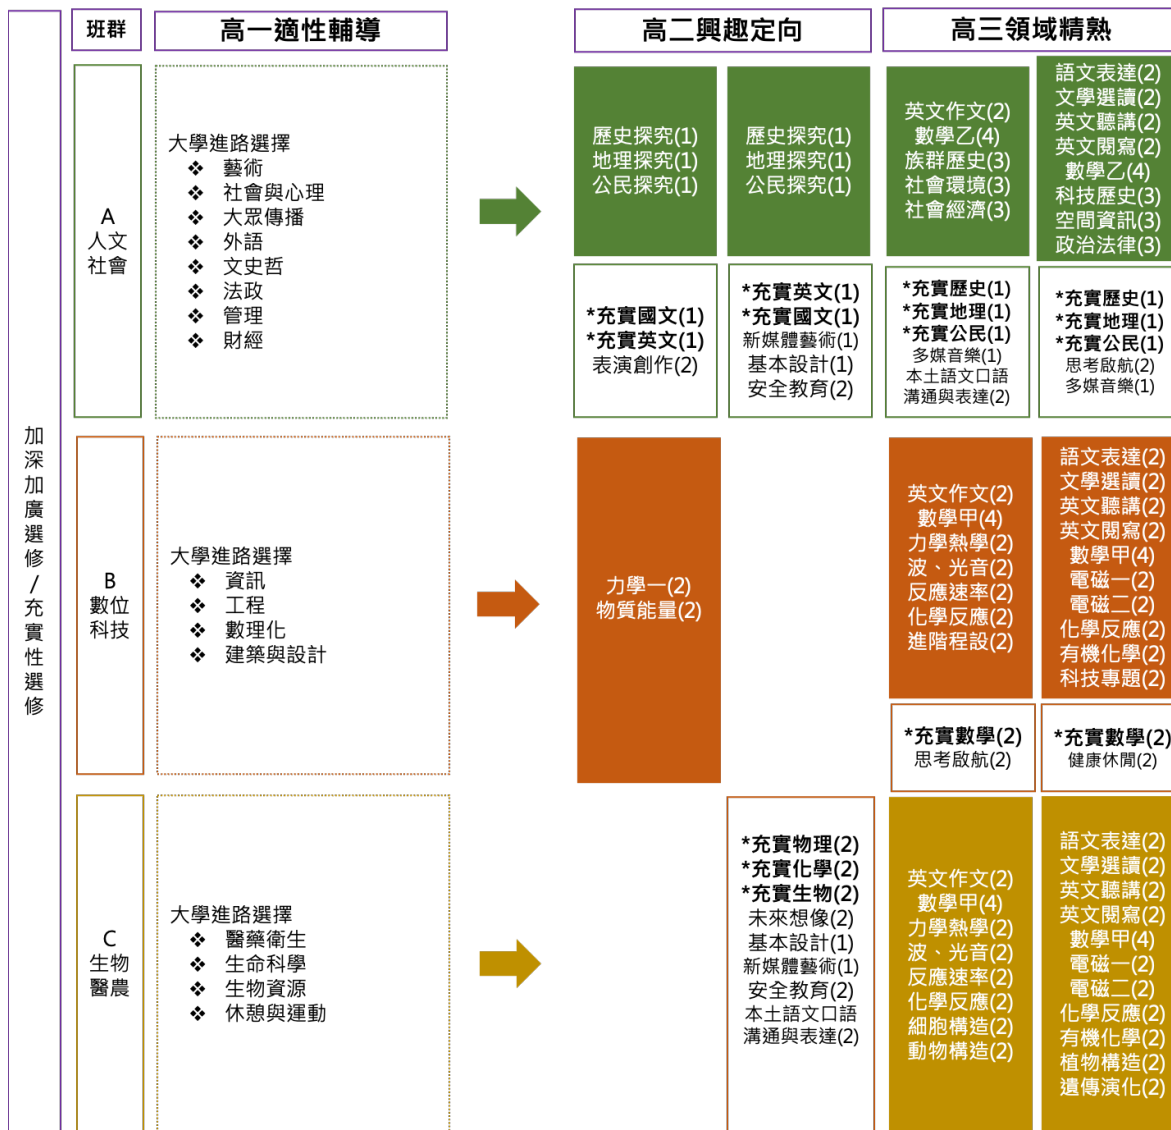 班群
高一適性輔導
高二興趣定向
高三領域精熟
加深加廣選修/充實性選修
A
人文
社會
大學進路選擇
❖ 藝術
❖ 社會與心理
❖ 大眾傳播
❖ 外語
❖ 文史哲
❖ 法政
❖ 管理
❖ 財經
歷史探究(1)
地理探究(1)
公民探究(1)
歷史探究(1)
地理探究(1)
公民探究(1)
英文作文(2)
數學乙(4)
族群歷史(3)
社會環境(3)
社會經濟(3)
語文表達(2)
文學選讀(2)
英文聽講(2)
英文閱寫(2)
數學乙(4)
科技歷史(3)
空間資訊(3)
政治法律(3)
*充實國文(1)
*充實英文(1)
表演創作(2)
*充實英文(1)
*充實國文(1)
新媒體藝術(1)
基本設計(1)
安全教育(2)
*充實歷史(1)
*充實地理(1)
*充實公民(1)
多媒音樂(1)
本土語文口語
溝通與表達(2)
*充實歷史(1)
*充實地理(1)
*充實公民(1)
思考啟航(2)
多媒音樂(1)
B
數位
科技
大學進路選擇
❖ 資訊
❖ 工程
❖ 數理化
❖ 建築與設計
力學一(2)
物質能量(2)
英文作文(2)
數學甲(4)
力學熱學(2)
波、光音(2)
反應速率(2)
化學反應(2)
進階程設(2)
語文表達(2)
文學選讀(2)
英文聽講(2)
英文閱寫(2)
數學甲(4)
電磁一(2)
電磁二(2)
化學反應(2)
有機化學(2)
科技專題(2)
*充實數學(2)
思考啟航(2)
*充實數學(2)
健康休閒(2)
C
生物
醫農
大學進路選擇
❖ 醫藥衛生
❖ 生命科學
❖ 生物資源
❖ 休憩與運動
*充實物理(2)
*充實化學(2)
*充實生物(2)
未來想像(2)
基本設計(1)
新媒體藝術(1)
安全教育(2)
本土語文口語
溝通與表達(2)
英文作文(2)
數學甲(4)
力學熱學(2)
波、光音(2)
反應速率(2)
化學反應(2)
細胞構造(2)
動物構造(2)
語文表達(2)
文學選讀(2)
英文聽講(2)
英文閱寫(2)
數學甲(4)
電磁一(2)
電磁二(2)
化學反應(2)
有機化學(2)
植物構造(2)
遺傳演化(2)